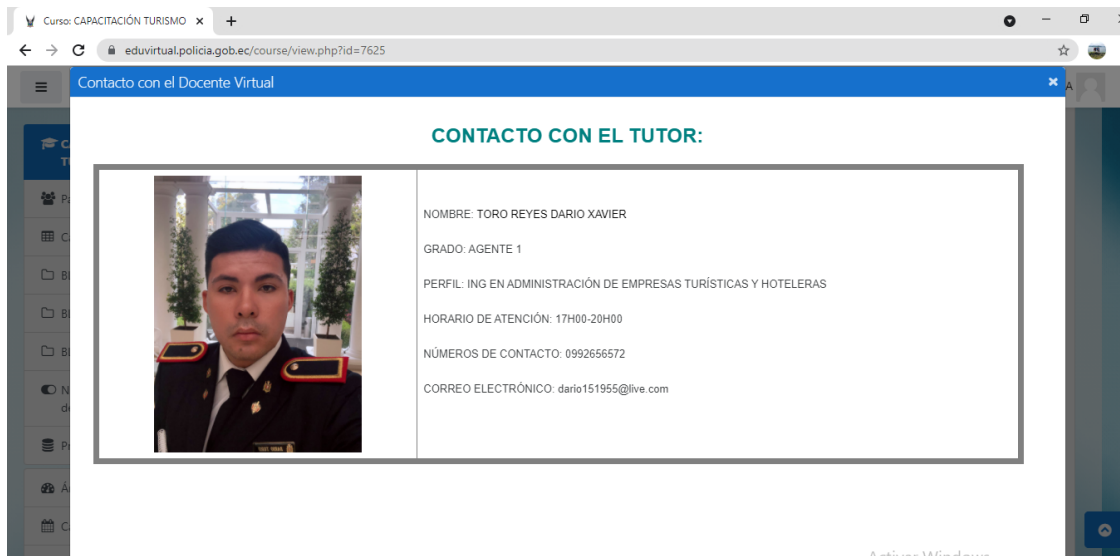 Curso: CAPACITACIÓN TURISMO
eduvirtual.policia.gob.ec/course/view.php?id=7625
Contacto con el Docente Virtual
A
CONTACTO CON EL TUTOR:
NOMBRE: TORO REYES DARIO XAVIER
GRADO: AGENTE 1
PERFIL: ING EN ADMINISTRACIÓN DE EMPRESAS TURÍSTICAS Y HOTELERAS
HORARIO DE ATENCIÓN: 17H00-20H00
NÚMEROS DE CONTACTO: 0992656572
CORREO ELECTRÓNICO: dario151955@live.com